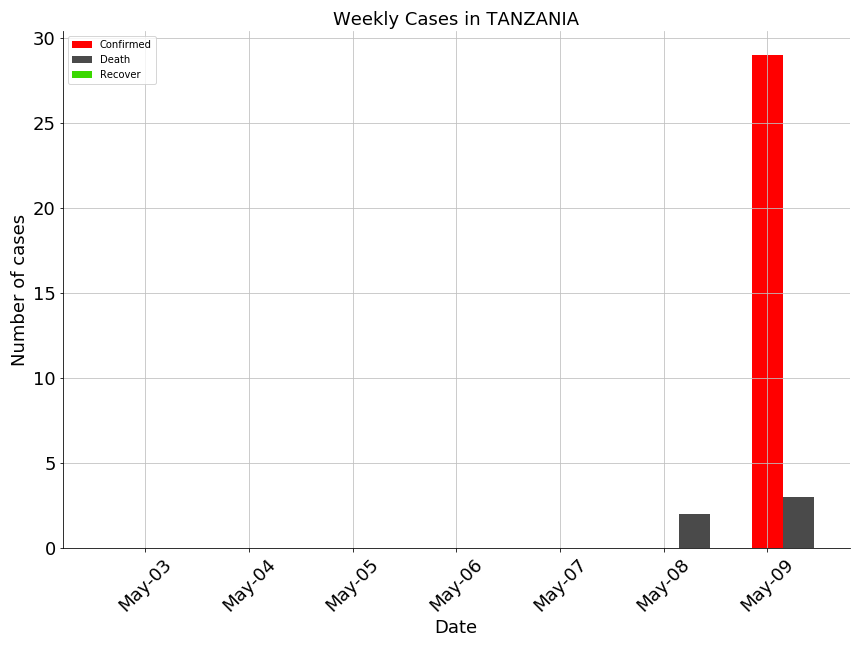 Weekly Cases in TANZANIA
Confirmed
Death
Recover
Number of cases
30
25
20
15
10
5
0
May-03
May-04
May-05
May-06
May-07
May-08
May-09
Date